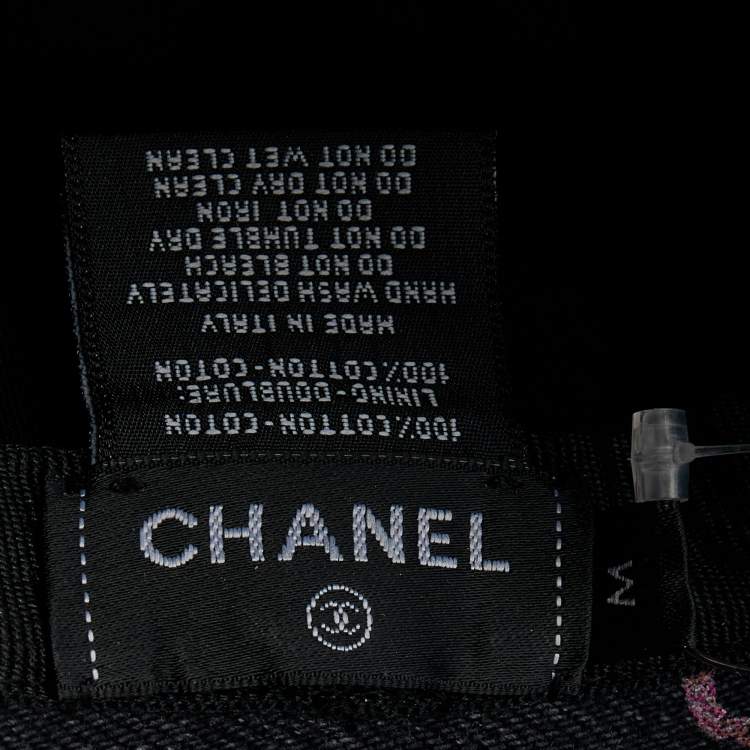 100% COTTON-COTON
LINING-DOUBLURE:
100% COTTON-COTON
MADE IN ITALY
HAND WASH DELICATELY
DO NOT BLEACH
DO NOT TUMBLE DRY
DO NOT IRON
DO NOT DRY CLEAN
DO NOT WET CLEAN
CHANEL
M